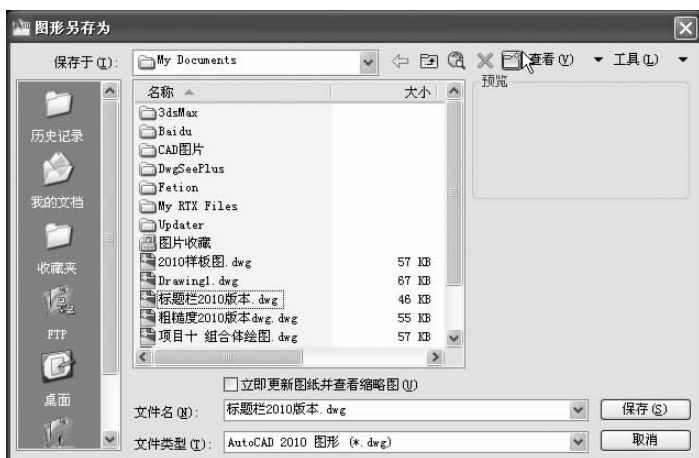 图形另存为
保存于(I):
My Documents
查看(V)
工具(L)
历史记录
我的文档
收藏夹
FTP
桌面
名称
大小
3dsMax
Baidu
CAD图片
DwgSeePlus
Fetion
My RTX Files
Updater
图片收藏
2010样板图.dwg 57 KB
Drawing1.dwg 67 KB
标题栏2010版本.dwg 46 KB
粗糙度2010版本dwg.dwg 55 KB
项目十 组合体绘图.dwg 57 KB
预览
立即更新图纸并查看缩略图(U)
文件名(N):
标题栏2010版本.dwg
保存(S)
文件类型(T):
AutoCAD 2010 图形 (*.dwg)
取消